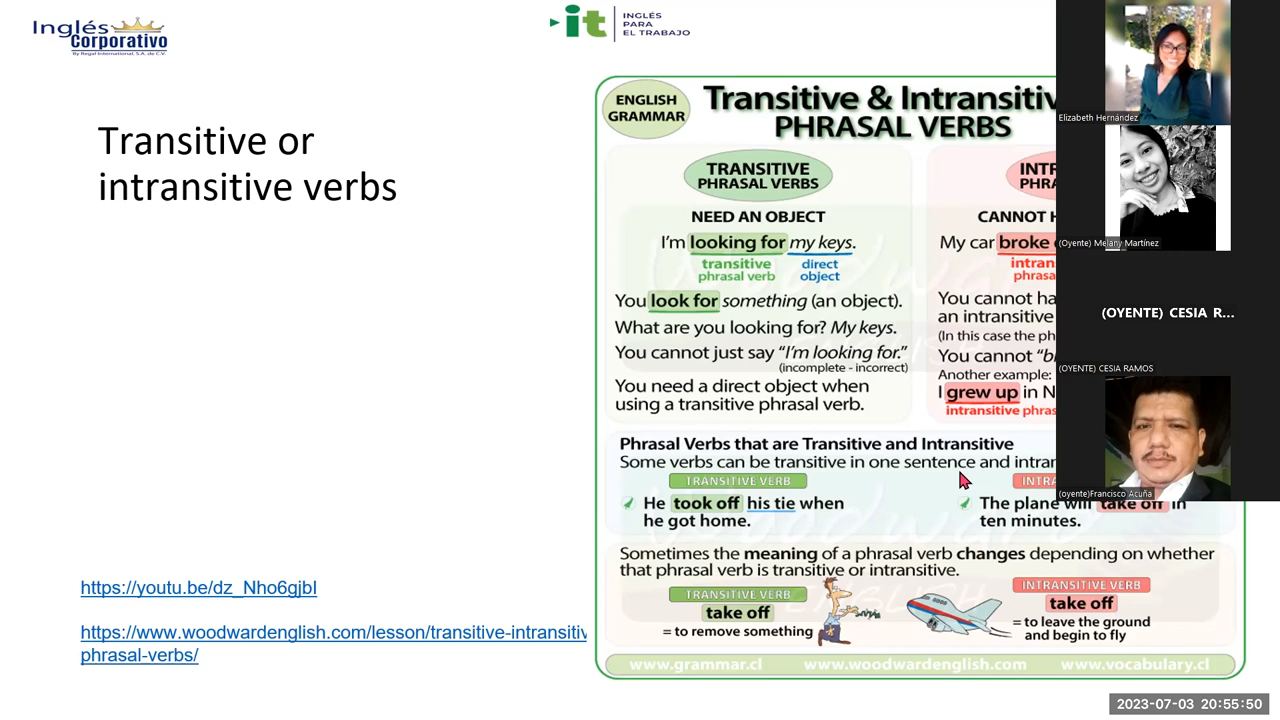 Inglés
Corporativo
By Regal International, S.A. de C.V.
it
INGLÉS
PARA
EL TRABAJO
Transitive or
intransitive verbs
https://youtu.be/dz_Nho6gjbI
https://www.woodwardenglish.com/lesson/transitive-intransitiv
phrasal-verbs/
ENGLISH
GRAMMAR
Transitive & Intransitiv
PHRASAL VERBS
TRANSITIVE
PHRASAL VERBS
NEED AN OBJECT
I'm looking for my keys.
transitive direct
phrasal verb object
You look for something (an object).
What are you looking for? My keys.
You cannot just say “I'm looking for.”
(incomplete - incorrect)
You need a direct object when
using a transitive phrasal verb.
INTR
PHRA
CANNOT H
My car broke
intran
phrasa
You cannot ha
an intransitive
(In this case the ph
You cannot “b
Another example:
I grew up in N
intransitive phras
Phrasal Verbs that are Transitive and Intransitive
Some verbs can be transitive in one sentence and intran
TRANSITIVE VERB
He took off his tie when
he got home.
INTRA
The plane will take off in
ten minutes.
Sometimes the meaning of a phrasal verb changes depending on whether
that phrasal verb is transitive or intransitive.
TRANSITIVE VERB
take off
= to remove something
INTRANSITIVE VERB
take off
= to leave the ground
and begin to fly
www.grammar.cl www.woodwardenglish.com www.vocabulary.cl
Elizabeth Hernández
(Oyente) Melany Martínez
(OYENTE) CESIA R...
(OYENTE) CESIA RAMOS
(oyente)Francisco Acuña
2023-07-03 20:55:50